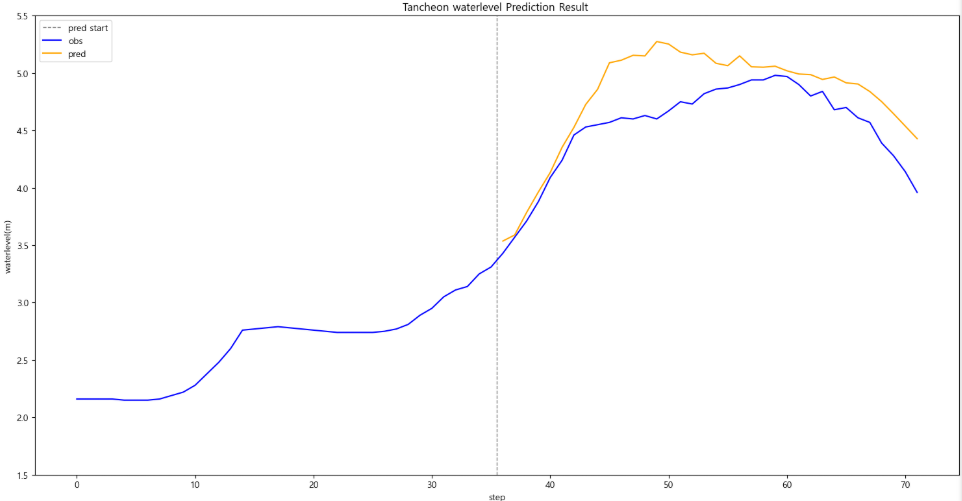 Tancheon waterlevel Prediction Result
pred start
obs
pred
waterlevel(m)
5.5
5.0
4.5
4.0
3.5
3.0
2.5
2.0
1.5
0 10 20 30 40 50 60 70
step